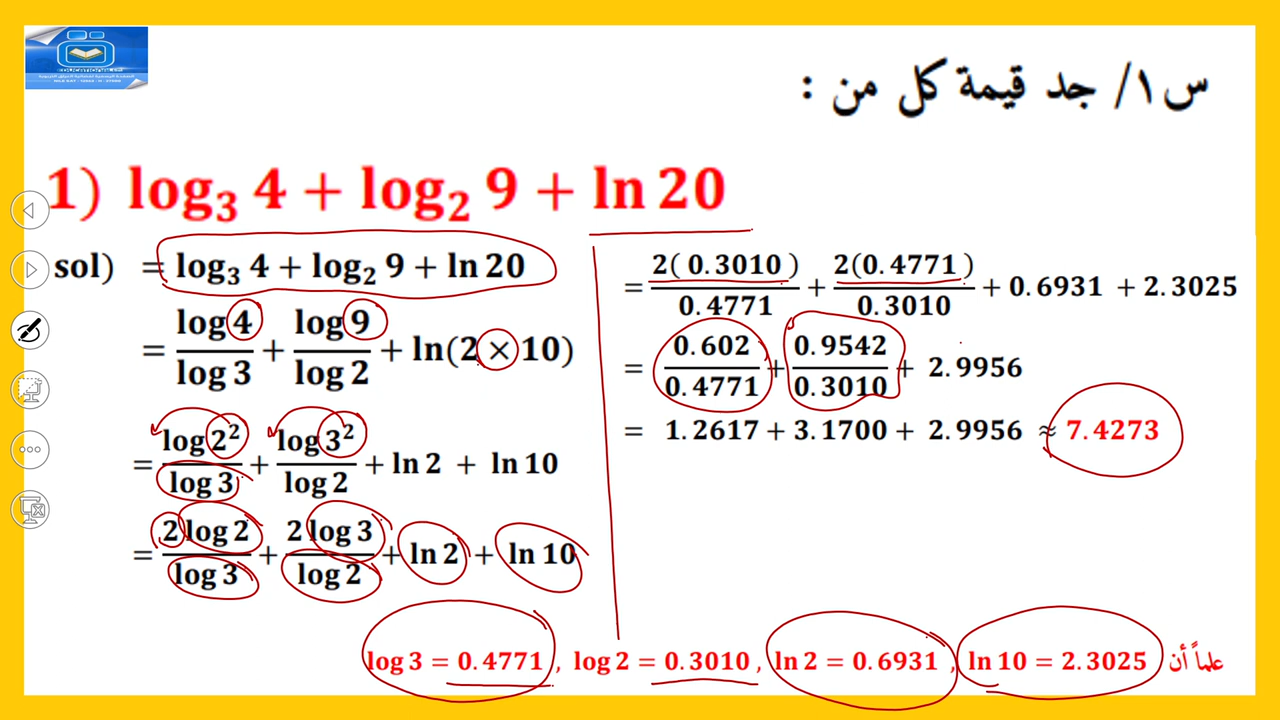 س١/ جد قيمة كل من :
1) log₃ 4 + log₂ 9 + ln 20
sol) = log₃ 4 + log₂ 9 + ln 20
= log 4 / log 3 + log 9 / log 2 + ln(2 × 10)
= log 2² / log 3 + log 3² / log 2 + ln 2 + ln 10
= 2 log 2 / log 3 + 2 log 3 / log 2 + ln 2 + ln 10
= 2( 0.3010 ) / 0.4771 + 2(0.4771 ) / 0.3010 + 0.6931 + 2.3025
= 0.602 / 0.4771 + 0.9542 / 0.3010 + 2.9956
= 1.2617 + 3.1700 + 2.9956 ≈ 7.4273
علماً أن log 3 = 0.4771 , log 2 = 0.3010 , ln 2 = 0.6931 , ln 10 = 2.3025